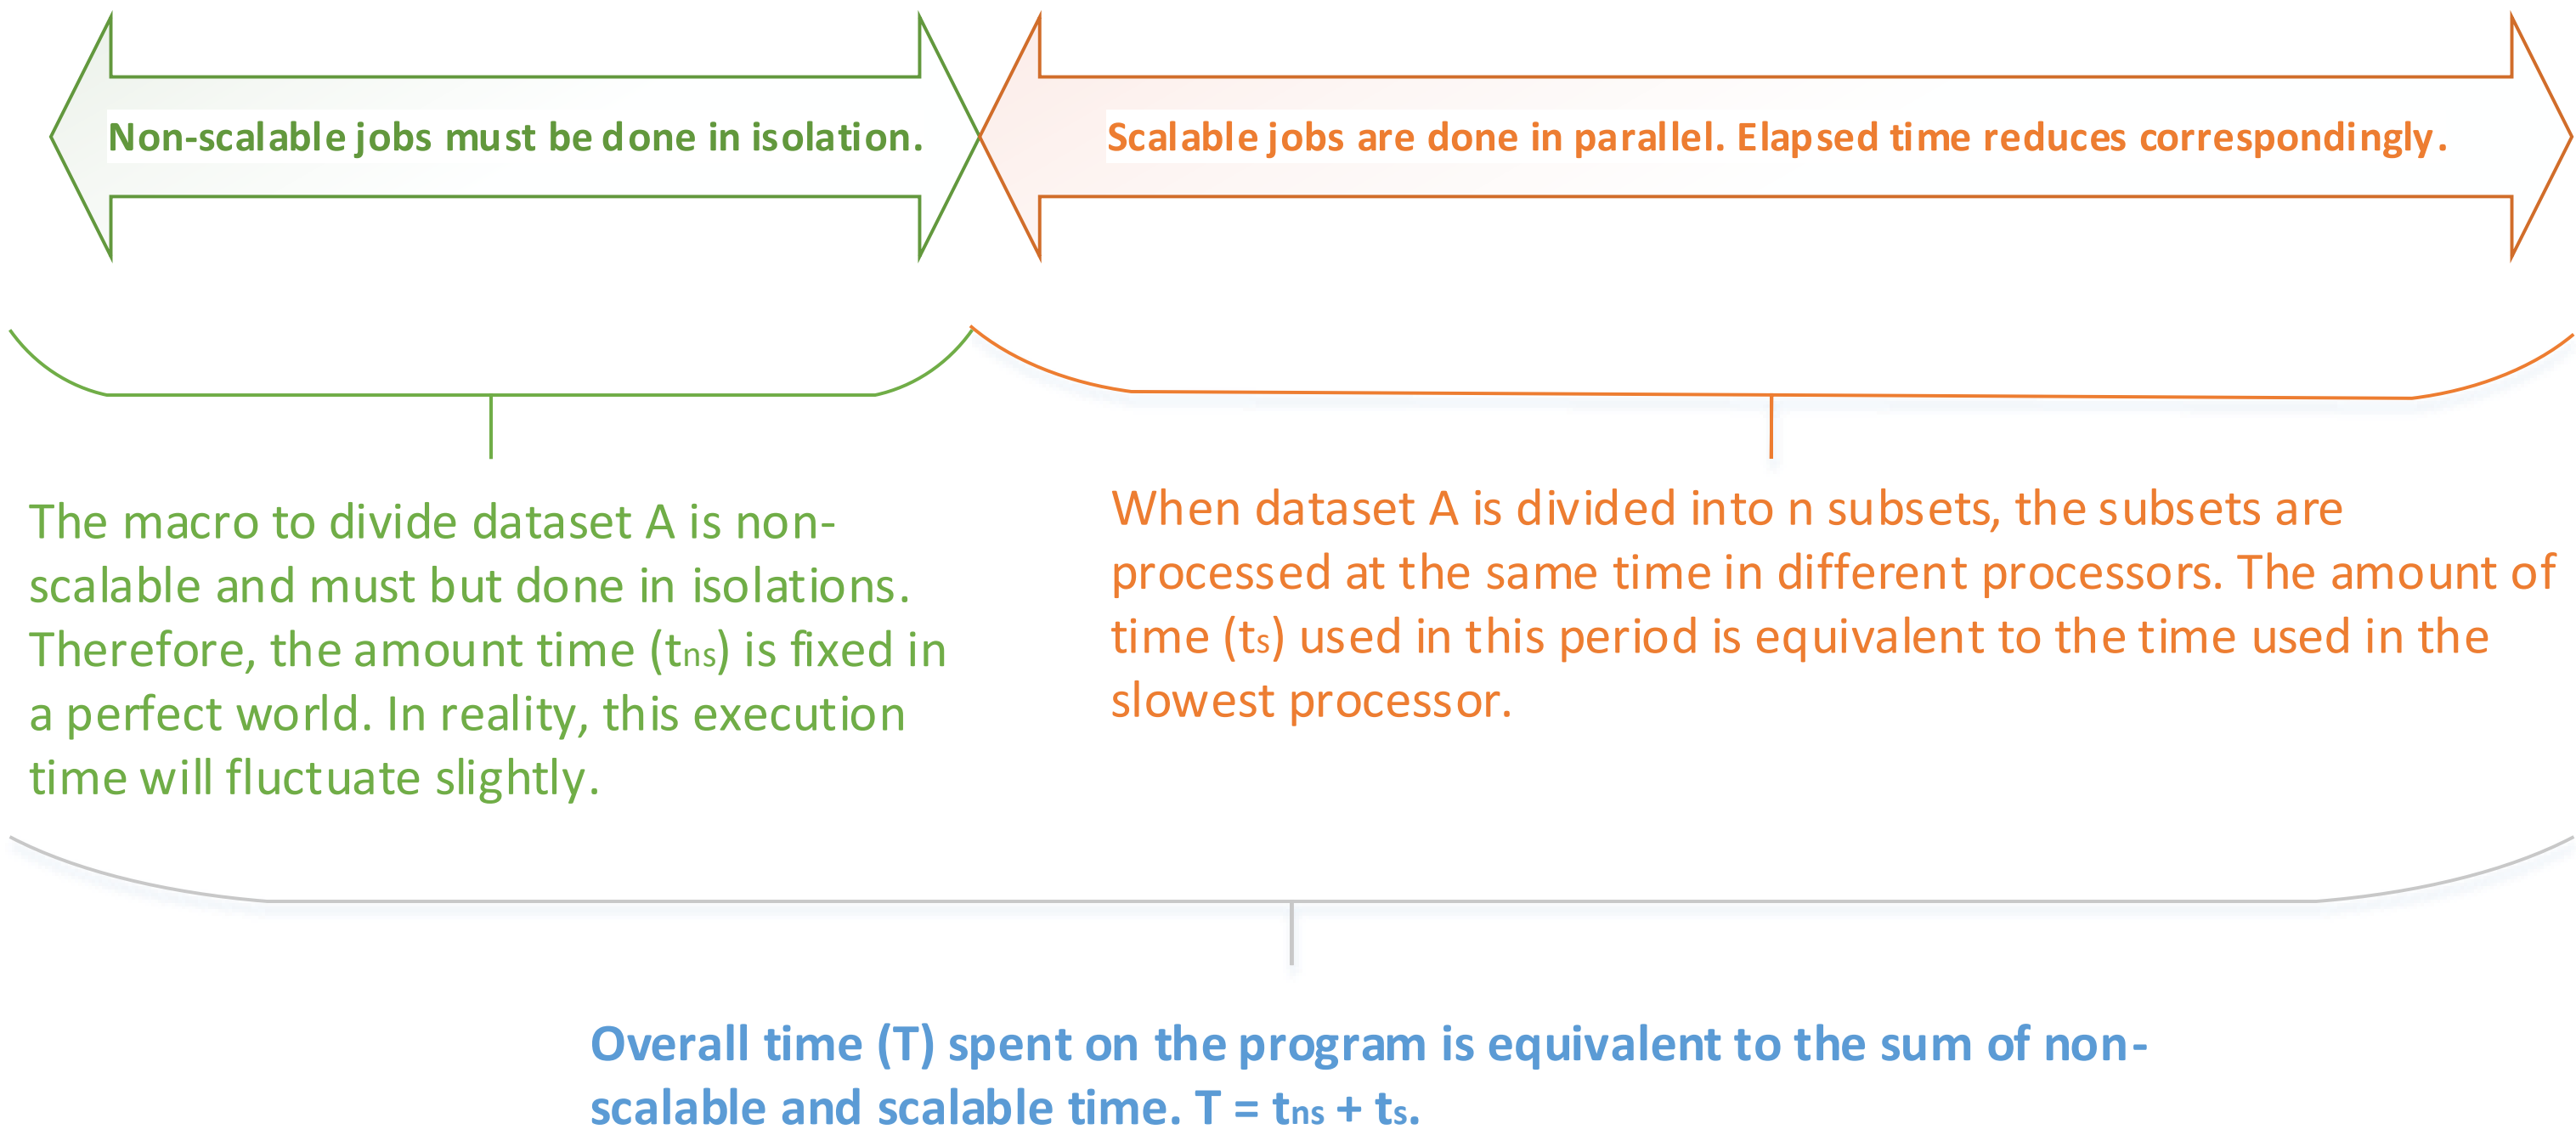 Non-scalable jobs must be done in isolation.
Scalable jobs are done in parallel. Elapsed time reduces correspondingly.
The macro to divide dataset A is non-
scalable and must but done in isolations.
Therefore, the amount time (tns) is fixed in
a perfect world. In reality, this execution
time will fluctuate slightly.
When dataset A is divided into n subsets, the subsets are
processed at the same time in different processors. The amount of
time (ts) used in this period is equivalent to the time used in the
slowest processor.
Overall time (T) spent on the program is equivalent to the sum of non-
scalable and scalable time. T = tns + ts.